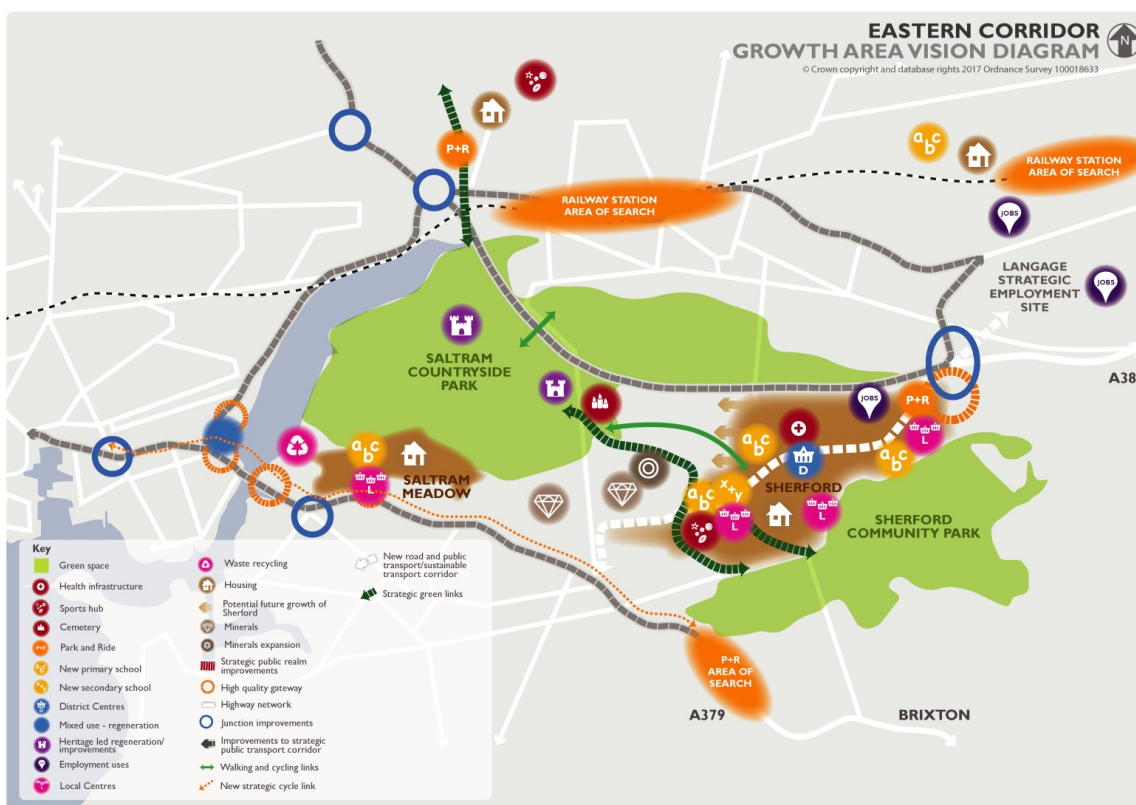 EASTERN CORRIDOR
GROWTH AREA VISION DIAGRAM
N
© Crown copyright and database rights 2017 Ordnance Survey 100018633
P+R
abc
RAILWAY STATION
AREA OF SEARCH
RAILWAY STATION
AREA OF SEARCH
JOBS
LANGAGE
STRATEGIC
EMPLOYMENT
SITE
JOBS
SALTRAM
COUNTRYSIDE
PARK
A38
JOBS
P+R
L
abc
abc
abc
D
SHERFORD
SALTRAM
MEADOW
L
abc
x+y
L
L
SHERFORD
COMMUNITY PARK
P+R
AREA OF
SEARCH
A379
BRIXTON
Key
Green space
Health infrastructure
Sports hub
Cemetery
P+R
Park and Ride
New primary school
New secondary school
District Centres
Mixed use - regeneration
Heritage led regeneration/
improvements
Employment uses
Local Centres
Waste recycling
Housing
Potential future growth of
Sherford
Minerals
Minerals expansion
Strategic public realm
improvements
High quality gateway
Highway network
Junction improvements
Improvements to strategic
public transport corridor
Walking and cycling links
New strategic cycle link
New road and public
transport/sustainable
transport corridor
Strategic green links